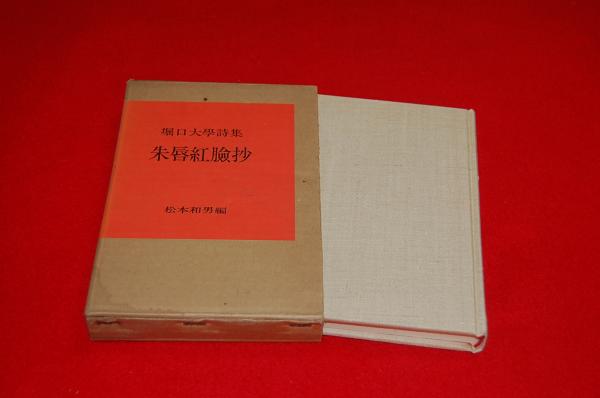 堀口大學詩集
朱唇紅臉抄
松本和男編